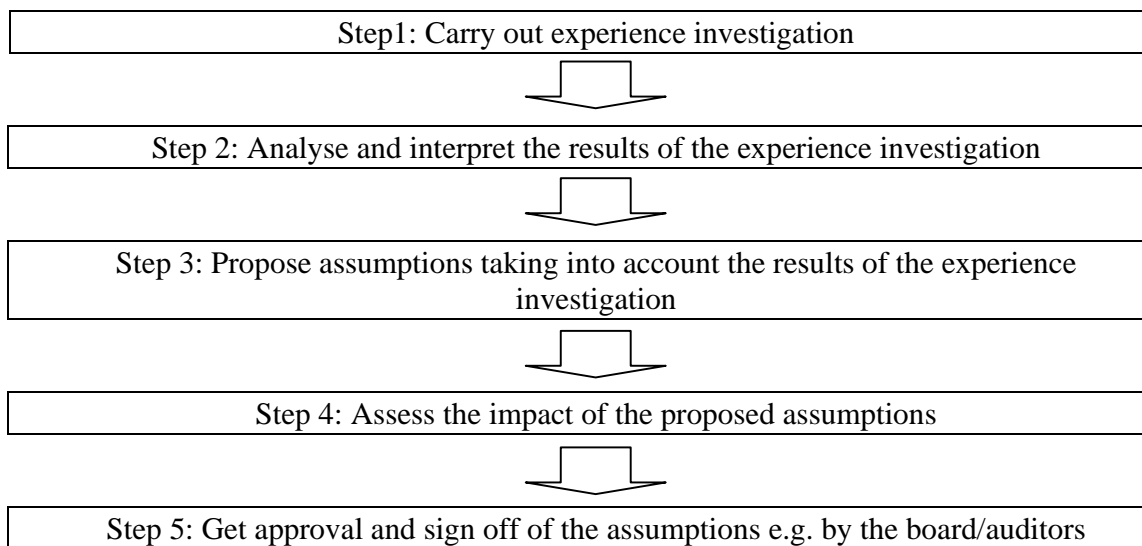 Step1: Carry out experience investigation
Step 2: Analyse and interpret the results of the experience investigation
Step 3: Propose assumptions taking into account the results of the experience
investigation
Step 4: Assess the impact of the proposed assumptions
Step 5: Get approval and sign off of the assumptions e.g. by the board/auditors